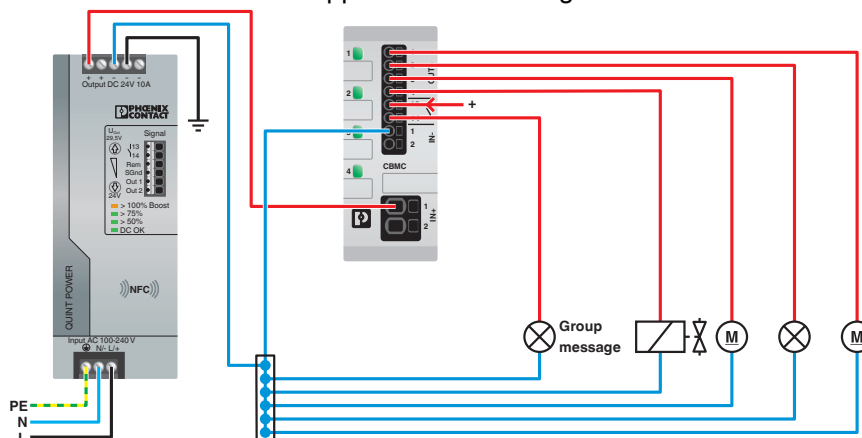 Output DC 24V 10A
PHŒNIX
CONTACT
Signal
29,5V
13
14
Rem
SGnd
Out 1
Out 2
24V
> 100% Boost
> 75%
> 50%
DC OK
NFC
QUINT POWER
Input AC 100-240 V
N/- L/+
PE
N
L
1
2
3
4
OUT
+
1
2
IN-
CBMC
1
2
IN+
Group
message
M
M